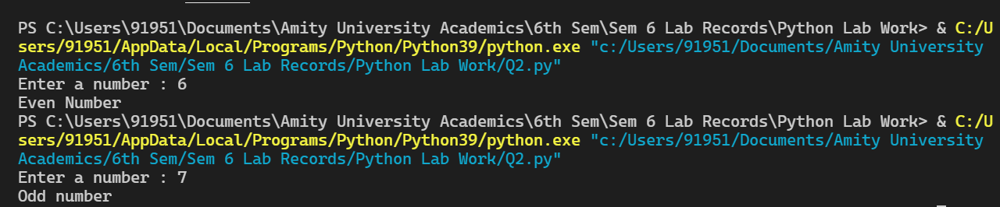 PS C:\Users\91951\Documents\Amity University Academics\6th Sem\Sem 6 Lab Records\Python Lab Work> & C:/U
sers/91951/AppData/Local/Programs/Python/Python39/python.exe "c:/Users/91951/Documents/Amity University
Academics/6th Sem/Sem 6 Lab Records/Python Lab Work/Q2.py"
Enter a number : 6
Even Number
PS C:\Users\91951\Documents\Amity University Academics\6th Sem\Sem 6 Lab Records\Python Lab Work> & C:/U
sers/91951/AppData/Local/Programs/Python/Python39/python.exe "c:/Users/91951/Documents/Amity University
Academics/6th Sem/Sem 6 Lab Records/Python Lab Work/Q2.py"
Enter a number : 7
Odd number